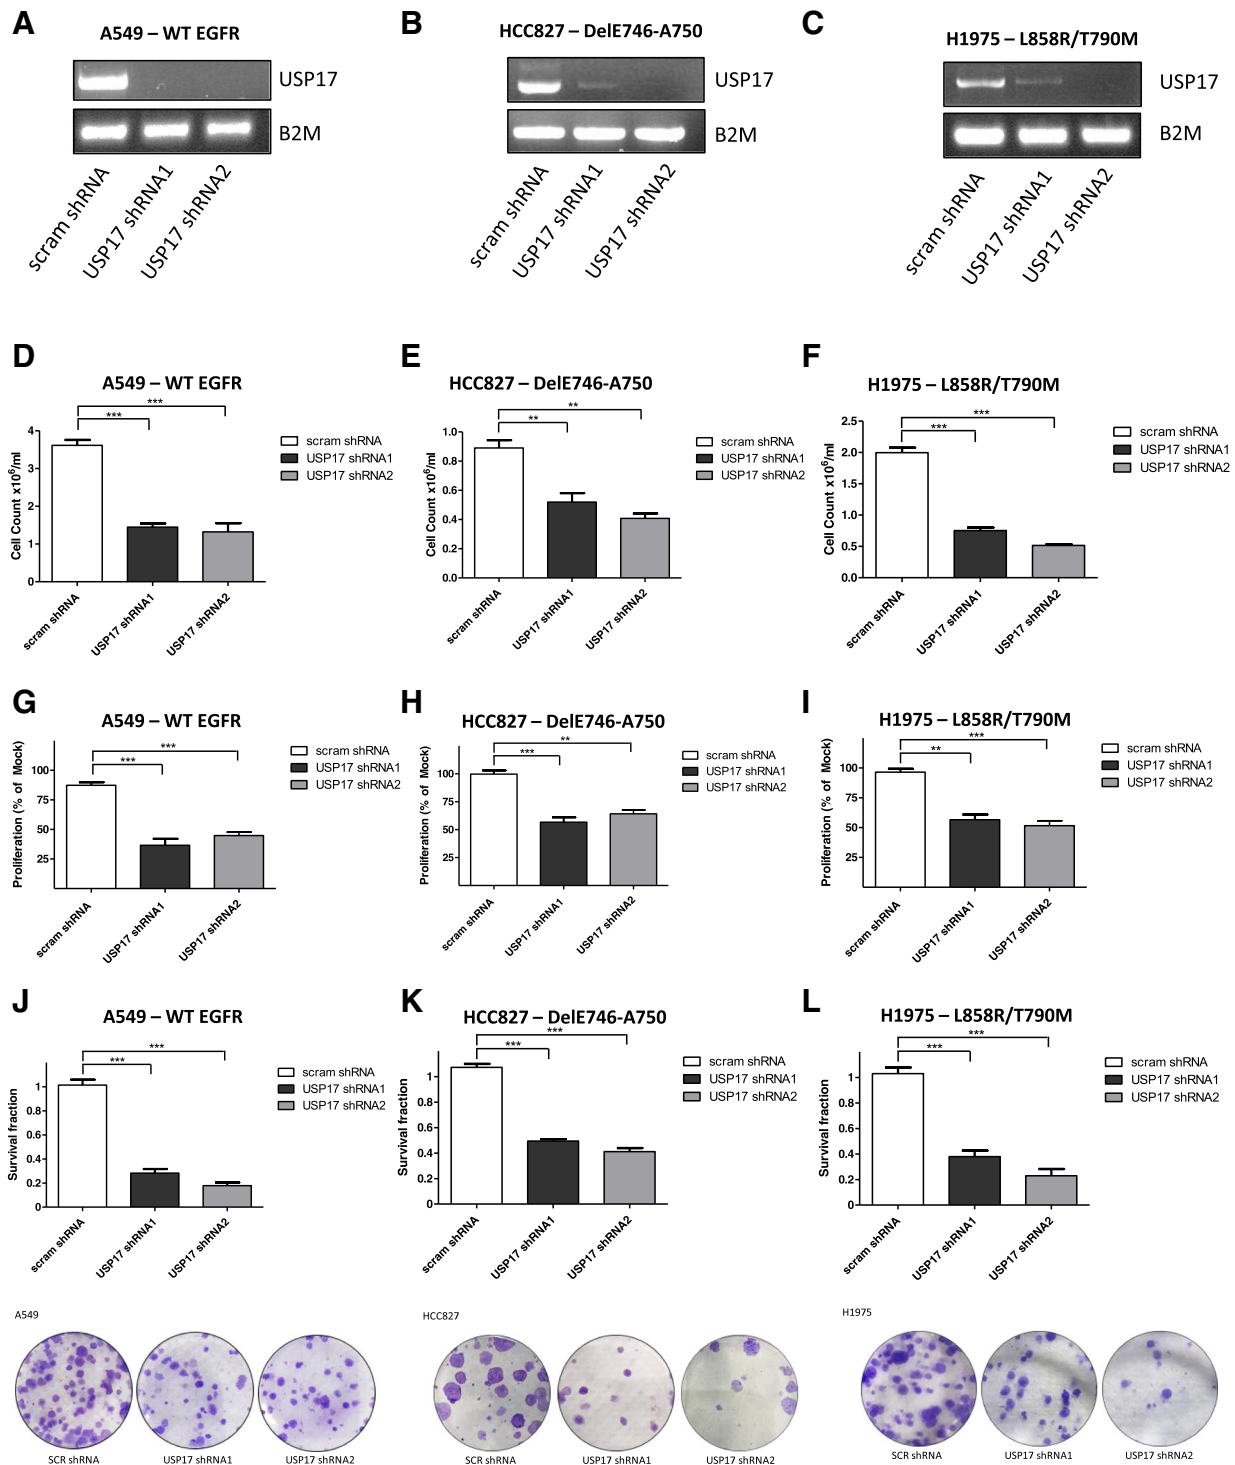 A
A549 – WT EGFR
USP17
B2M
scram shRNA
USP17 shRNA1
USP17 shRNA2
B
HCC827 – DelE746-A750
USP17
B2M
scram shRNA
USP17 shRNA1
USP17 shRNA2
C
H1975 – L858R/T790M
USP17
B2M
scram shRNA
USP17 shRNA1
USP17 shRNA2
D
A549 – WT EGFR
***
***
Cell Count x10⁶/ml
4
3
2
1
0
scram shRNA
USP17 shRNA1
USP17 shRNA2
scram shRNA
USP17 shRNA1
USP17 shRNA2
E
HCC827 – DelE746-A750
**
**
Cell Count x10⁶/ml
1.0
0.8
0.6
0.4
0.2
0.0
scram shRNA
USP17 shRNA1
USP17 shRNA2
scram shRNA
USP17 shRNA1
USP17 shRNA2
F
H1975 – L858R/T790M
***
***
Cell Count x10⁶/ml
2.5
2.0
1.5
1.0
0.5
0.0
scram shRNA
USP17 shRNA1
USP17 shRNA2
scram shRNA
USP17 shRNA1
USP17 shRNA2
G
A549 – WT EGFR
***
***
Proliferation (% of Mock)
100
75
50
25
scram shRNA
USP17 shRNA1
USP17 shRNA2
scram shRNA
USP17 shRNA1
USP17 shRNA2
H
HCC827 – DelE746-A750
**
***
Proliferation (% of Mock)
100
75
50
25
scram shRNA
USP17 shRNA1
USP17 shRNA2
scram shRNA
USP17 shRNA1
USP17 shRNA2
I
H1975 – L858R/T790M
***
**
Proliferation (% of Mock)
100
75
50
25
scram shRNA
USP17 shRNA1
USP17 shRNA2
scram shRNA
USP17 shRNA1
USP17 shRNA2
J
A549 – WT EGFR
***
***
Survival fraction
1
0.8
0.6
0.4
0.2
0
scram shRNA
USP17 shRNA1
USP17 shRNA2
scram shRNA
USP17 shRNA1
USP17 shRNA2
K
HCC827 – DelE746-A750
***
***
Survival fraction
1
0.8
0.6
0.4
0.2
0
scram shRNA
USP17 shRNA1
USP17 shRNA2
scram shRNA
USP17 shRNA1
USP17 shRNA2
L
H1975 – L858R/T790M
***
***
Survival fraction
1
0.8
0.6
0.4
0.2
0
scram shRNA
USP17 shRNA1
USP17 shRNA2
scram shRNA
USP17 shRNA1
USP17 shRNA2
A549
SCR shRNA
USP17 shRNA1
USP17 shRNA2
HCC827
SCR shRNA
USP17 shRNA1
USP17 shRNA2
H1975
SCR shRNA
USP17 shRNA1
USP17 shRNA2